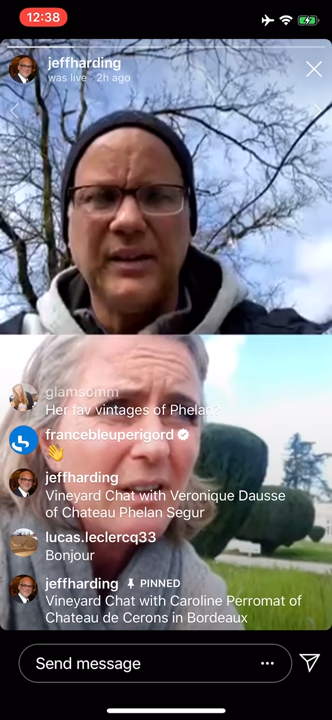 12:38
jeffharding
was live · 2h ago
glamsomm
Her fav vintages of Phelan?
francebleuperigord
👋
jeffharding
Vineyard Chat with Veronique Dausse
of Chateau Phelan Segur
lucas.leclercq33
Bonjour
jeffharding PINNED
Vineyard Chat with Caroline Perromat of
Chateau de Cerons in Bordeaux
Send message